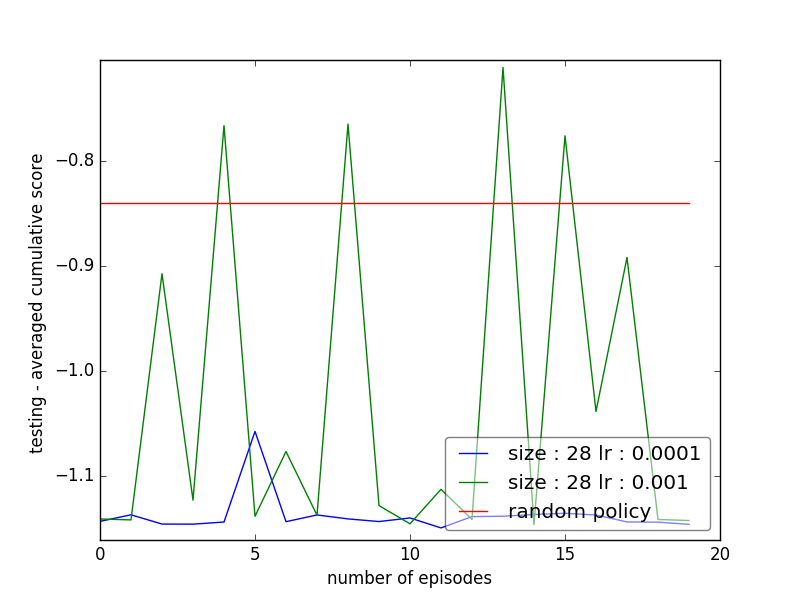 testing - averaged cumulative score
−0.8
−0.9
−1.0
−1.1
size : 28 lr : 0.0001
size : 28 lr : 0.001
random policy
0 5 10 15 20
number of episodes